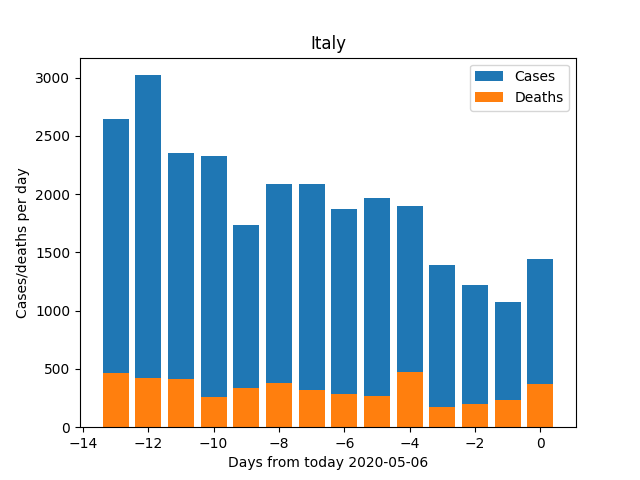 Italy
Cases
Deaths
Cases/deaths per day
3000
2500
2000
1500
1000
500
0
−14 −12 −10 −8 −6 −4 −2 0
Days from today 2020-05-06